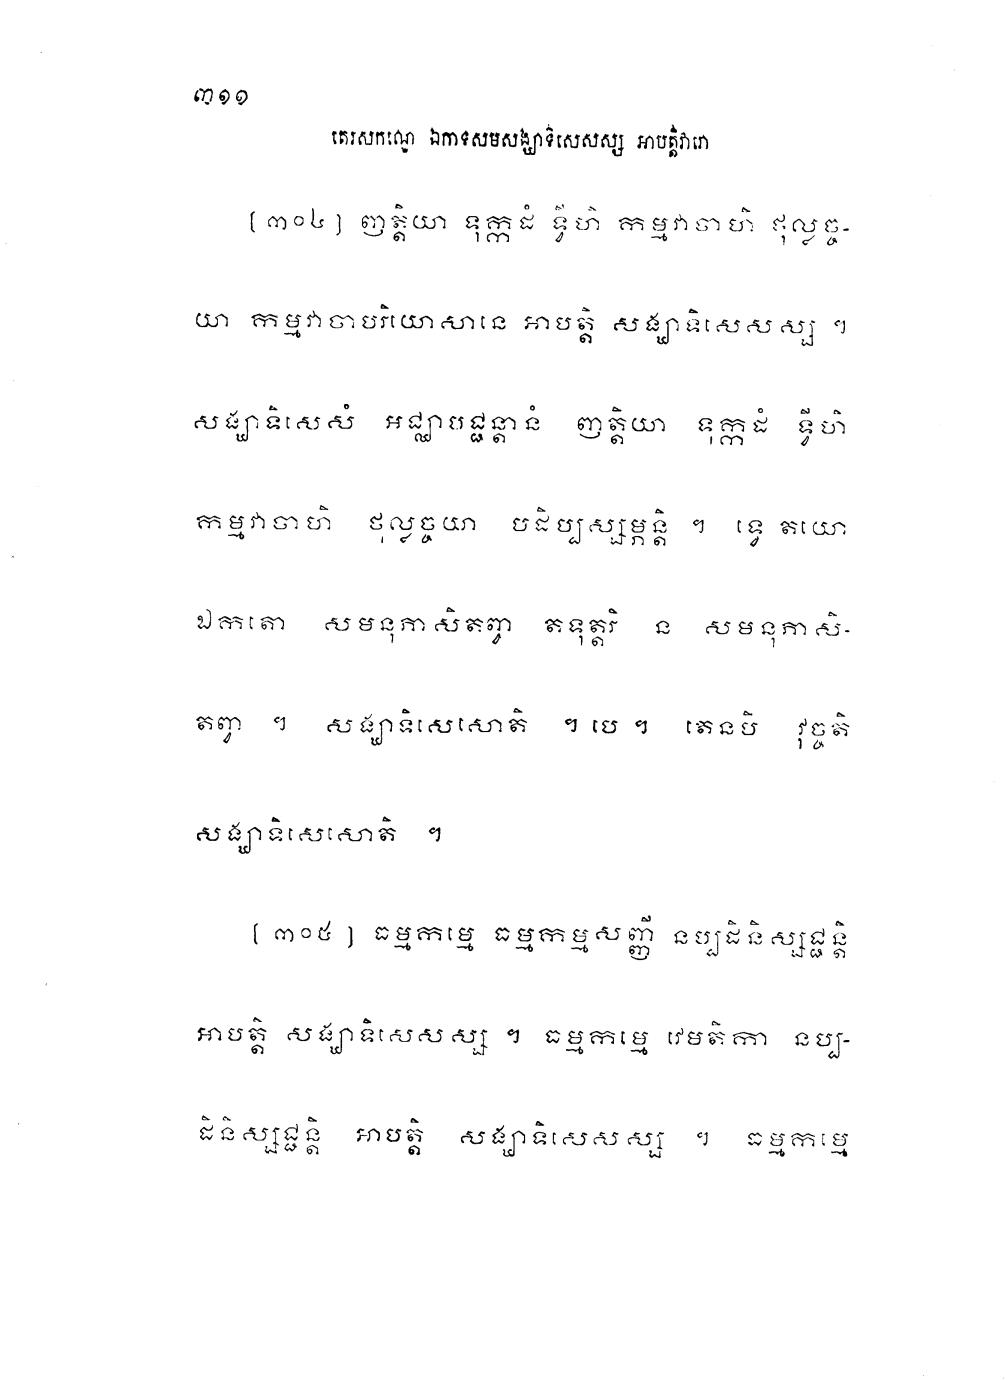 ៣១១
តេរសកណ្ឌេ ឯកាទសមសង្ឃាទិសេសស្ស អាបត្តិវារោ
[៣០៤] ញត្តិយា ទុក្កដំ ទ្វីហិ កម្មវាចាហិ ថុល្លច្ច-
យា កម្មវាចាបរិយោសានេ អាបត្តិ សង្ឃាទិសេសស្ស ។
សង្ឃាទិសេសំ អជ្ឈាបជ្ជន្តានំ ញត្តិយា ទុក្កដំ ទ្វីហិ
កម្មវាចាហិ ថុល្លច្ចយា បដិប្បស្សម្ភន្តិ ។ ទ្វេ តយោ
ឯកតោ សមនុភាសិតព្វា តទុត្តរិ ន សមនុភាសិ-
តព្វា ។ សង្ឃាទិសេសោតិ ។ បេ ។ តេនបិ វុច្ចតិ
សង្ឃាទិសេសោតិ ។
[៣០៥] ធម្មកម្មេ ធម្មកម្មសញ្ញី នប្បដិនិស្សជ្ជន្តិ
អាបត្តិ សង្ឃាទិសេសស្ស ។ ធម្មកម្មេ វេមតិកា នប្ប-
ដិនិស្សជ្ជន្តិ អាបត្តិ សង្ឃាទិសេសស្ស ។ ធម្មកម្មេ